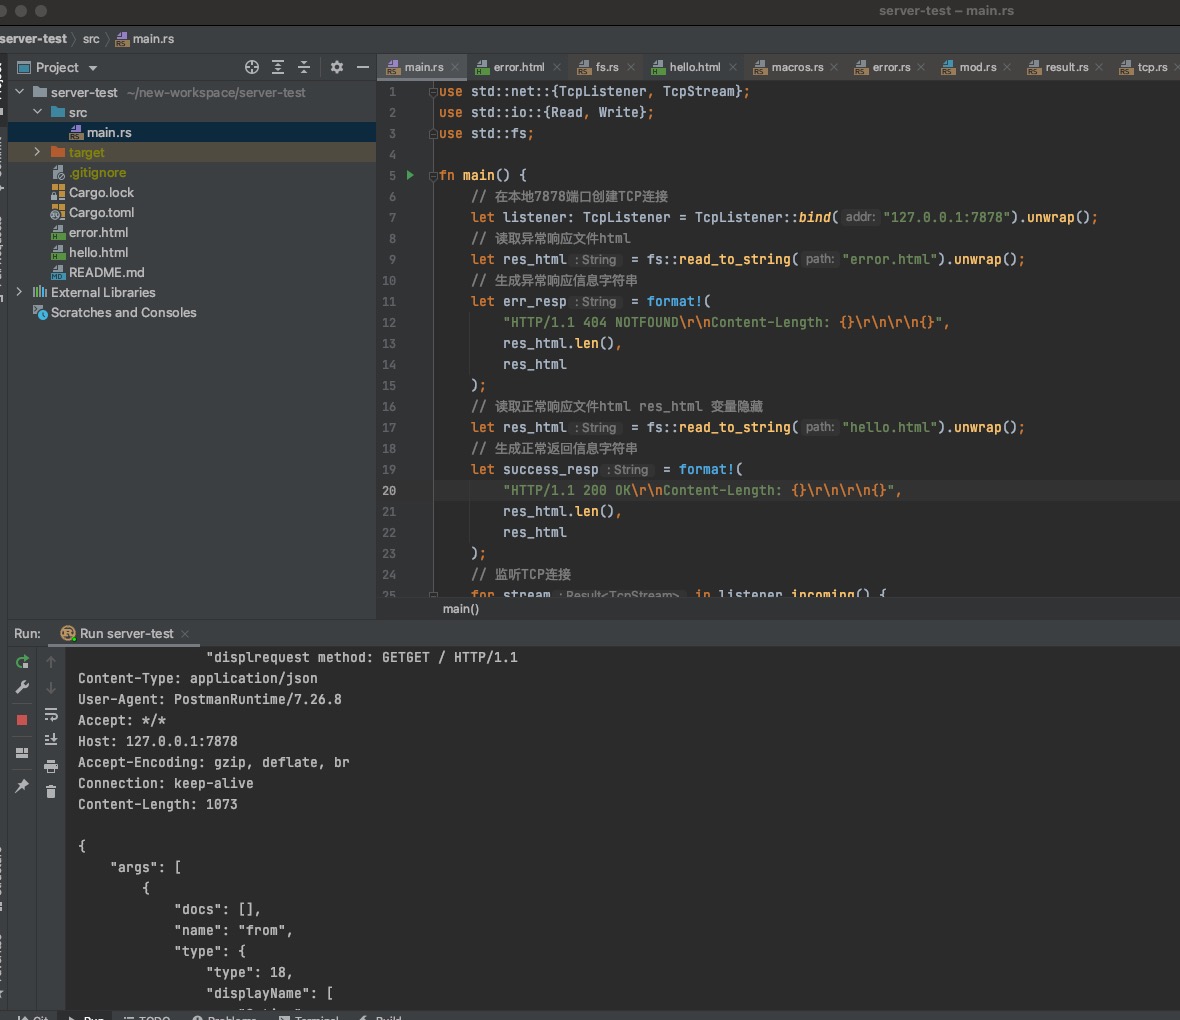 server-test – main.rs
server-test src main.rs
Project
main.rs error.html fs.rs hello.html macros.rs error.rs mod.rs result.rs tcp.rs
server-test ~/new-workspace/server-test
src
main.rs
target
.gitignore
Cargo.lock
Cargo.toml
error.html
hello.html
README.md
External Libraries
Scratches and Consoles
1 use std::net::{TcpListener, TcpStream};
2 use std::io::{Read, Write};
3 use std::fs;
4
5 fn main() {
6 // 在本地7878端口创建TCP连接
7 let listener: TcpListener = TcpListener::bind( addr: "127.0.0.1:7878").unwrap();
8 // 读取异常响应文件html
9 let res_html : String = fs::read_to_string( path: "error.html").unwrap();
10 // 生成异常响应信息字符串
11 let err_resp : String = format!(
12 "HTTP/1.1 404 NOTFOUND\r\nContent-Length: {}\r\n\r\n{}",
13 res_html.len(),
14 res_html
15 );
16 // 读取正常响应文件html res_html 变量隐藏
17 let res_html : String = fs::read_to_string( path: "hello.html").unwrap();
18 // 生成正常返回信息字符串
19 let success_resp : String = format!(
20 "HTTP/1.1 200 OK\r\nContent-Length: {}\r\n\r\n{}",
21 res_html.len(),
22 res_html
23 );
24 // 监听TCP连接
25 for stream : Result<TcpStream> in listener.incoming() {
main()
Run: Run server-test
"displrequest method: GETGET / HTTP/1.1
Content-Type: application/json
User-Agent: PostmanRuntime/7.26.8
Accept: */*
Host: 127.0.0.1:7878
Accept-Encoding: gzip, deflate, br
Connection: keep-alive
Content-Length: 1073
{
"args": [
{
"docs": [],
"name": "from",
"type": {
"type": 18,
"displayName": [
Git Run TODO Problems Terminal Build